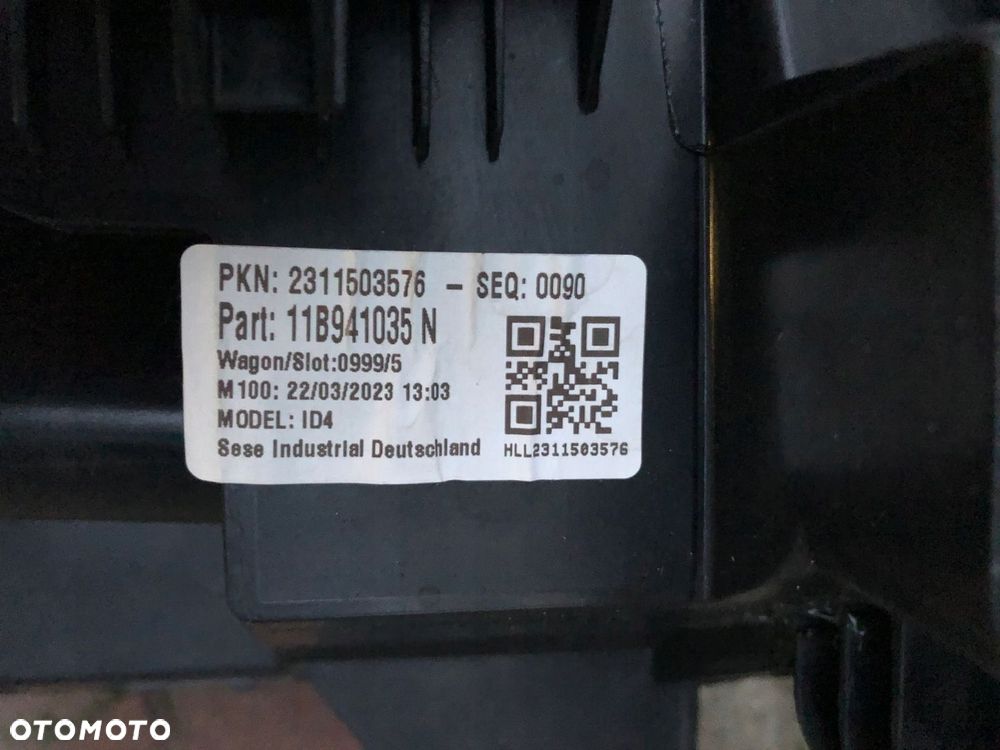 PKN: 2311503576 - SEQ: 0090
Part: 11B941035 N
Wagon/Slot:0999/5
M100: 22/03/2023 13:03
MODEL: ID4
Sese Industrial Deutschland
HLL2311503576
OTOMOTO